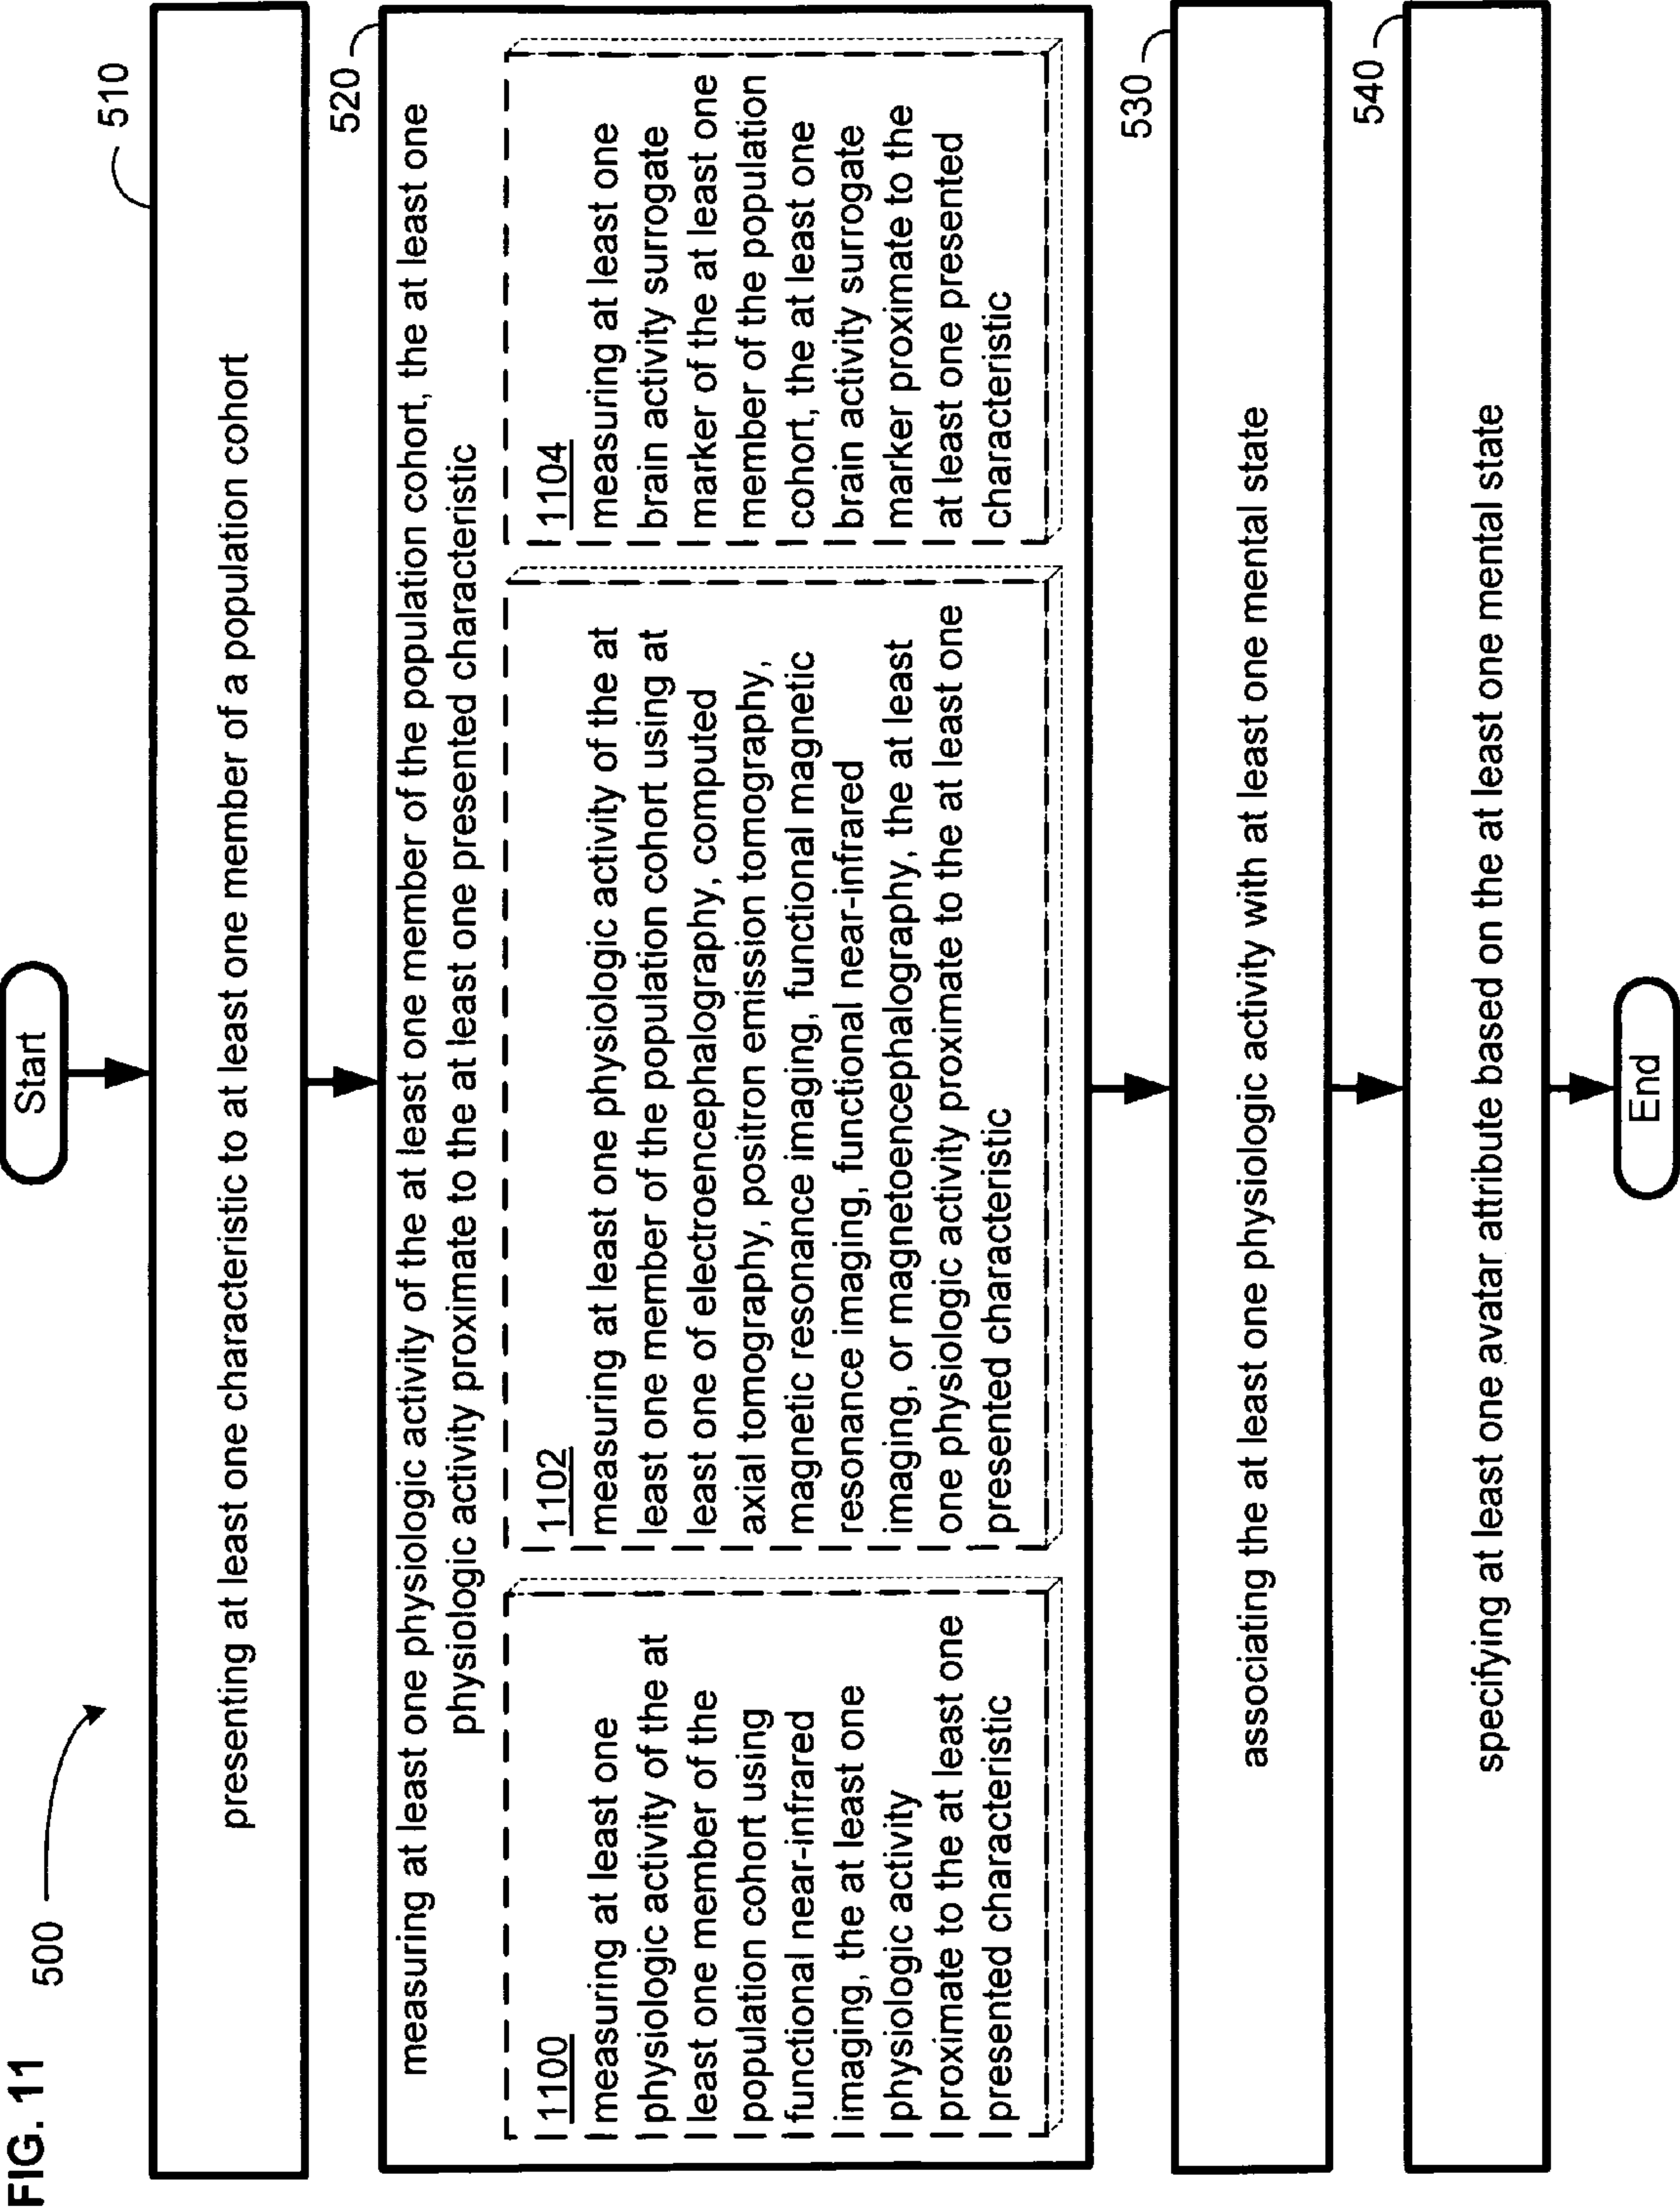 FIG. 11
500
Start
510
presenting at least one characteristic to at least one member of a population cohort
520
measuring at least one physiologic activity of the at least one member of the population cohort, the at least one
physiologic activity proximate to the at least one presented characteristic
1100
measuring at least one
physiologic activity of the at
least one member of the
population cohort using
functional near-infrared
imaging, the at least one
physiologic activity
proximate to the at least one
presented characteristic
1102
measuring at least one physiologic activity of the at
least one member of the population cohort using at
least one of electroencephalography, computed
axial tomography, positron emission tomography,
magnetic resonance imaging, functional magnetic
resonance imaging, functional near-infrared
imaging, or magnetoencephalography, the at least
one physiologic activity proximate to the at least one
presented characteristic
1104
measuring at least one
brain activity surrogate
marker of the at least one
member of the population
cohort, the at least one
brain activity surrogate
marker proximate to the
at least one presented
characteristic
530
associating the at least one physiologic activity with at least one mental state
540
specifying at least one avatar attribute based on the at least one mental state
End